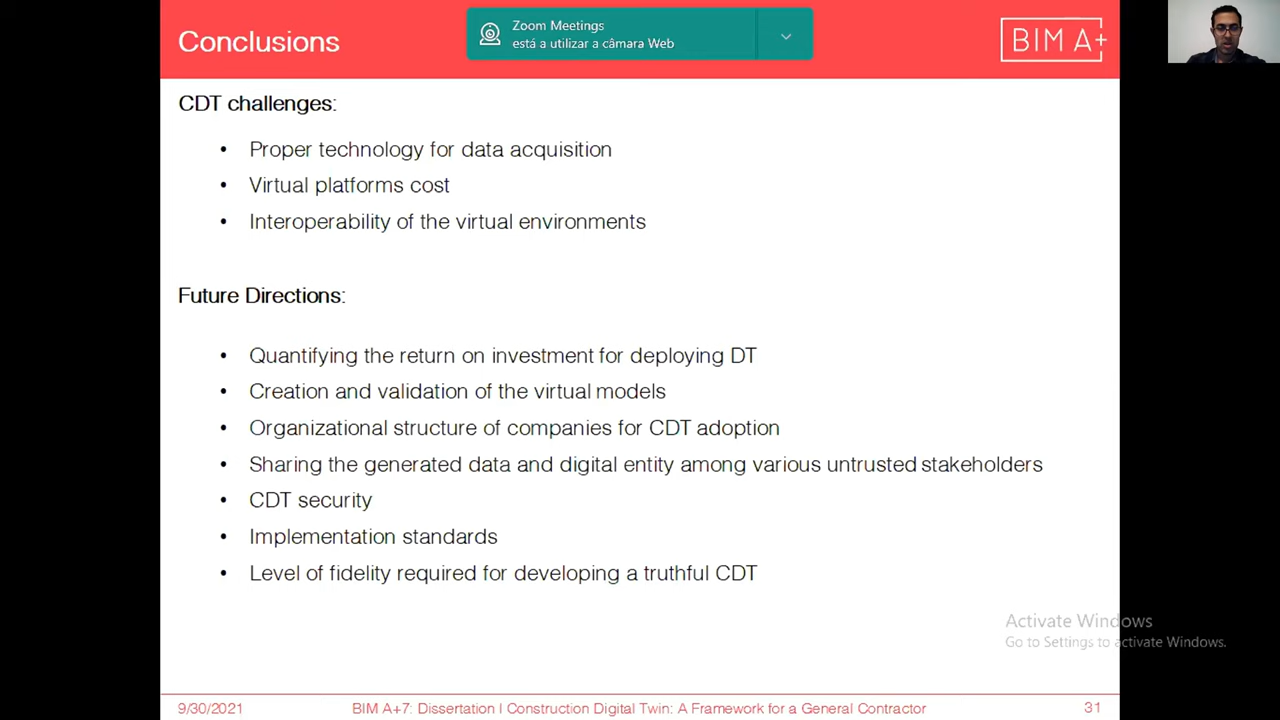 Conclusions
Zoom Meetings
está a utilizar a câmara Web
BIM A+
CDT challenges:
• Proper technology for data acquisition
• Virtual platforms cost
• Interoperability of the virtual environments
Future Directions:
• Quantifying the return on investment for deploying DT
• Creation and validation of the virtual models
• Organizational structure of companies for CDT adoption
• Sharing the generated data and digital entity among various untrusted stakeholders
• CDT security
• Implementation standards
• Level of fidelity required for developing a truthful CDT
Activate Windows
Go to Settings to activate Windows.
9/30/2021
BIM A+7: Dissertation | Construction Digital Twin: A Framework for a General Contractor
31